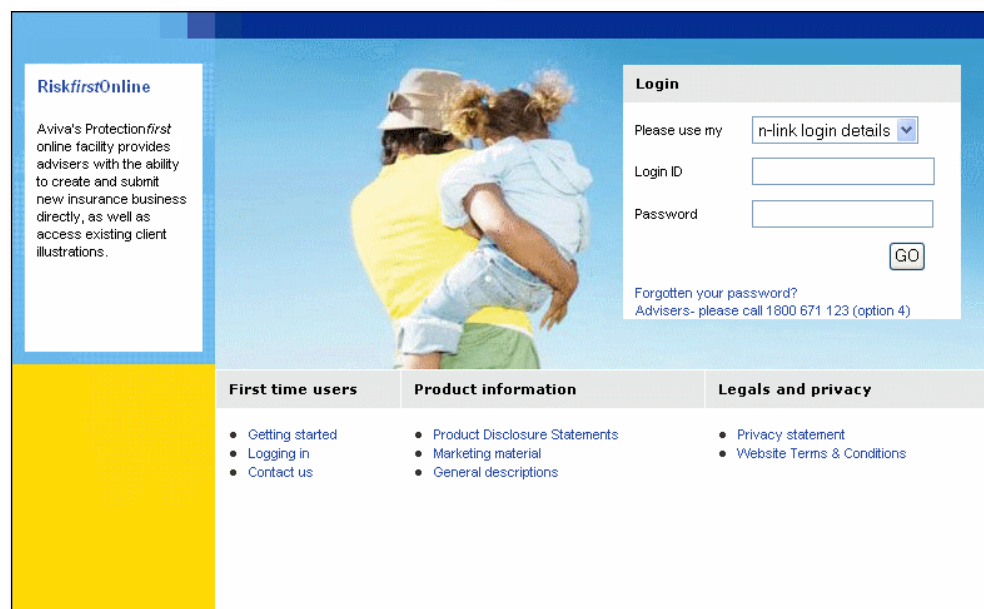 RiskfirstOnline
Aviva's Protectionfirst
online facility provides
advisers with the ability
to create and submit
new insurance business
directly, as well as
access existing client
illustrations.
Login
Please use my
n-link login details
Login ID
Password
GO
Forgotten your password?
Advisers- please call 1800 671 123 (option 4)
First time users
Getting started
Logging in
Contact us
Product information
Product Disclosure Statements
Marketing material
General descriptions
Legals and privacy
Privacy statement
Website Terms & Conditions